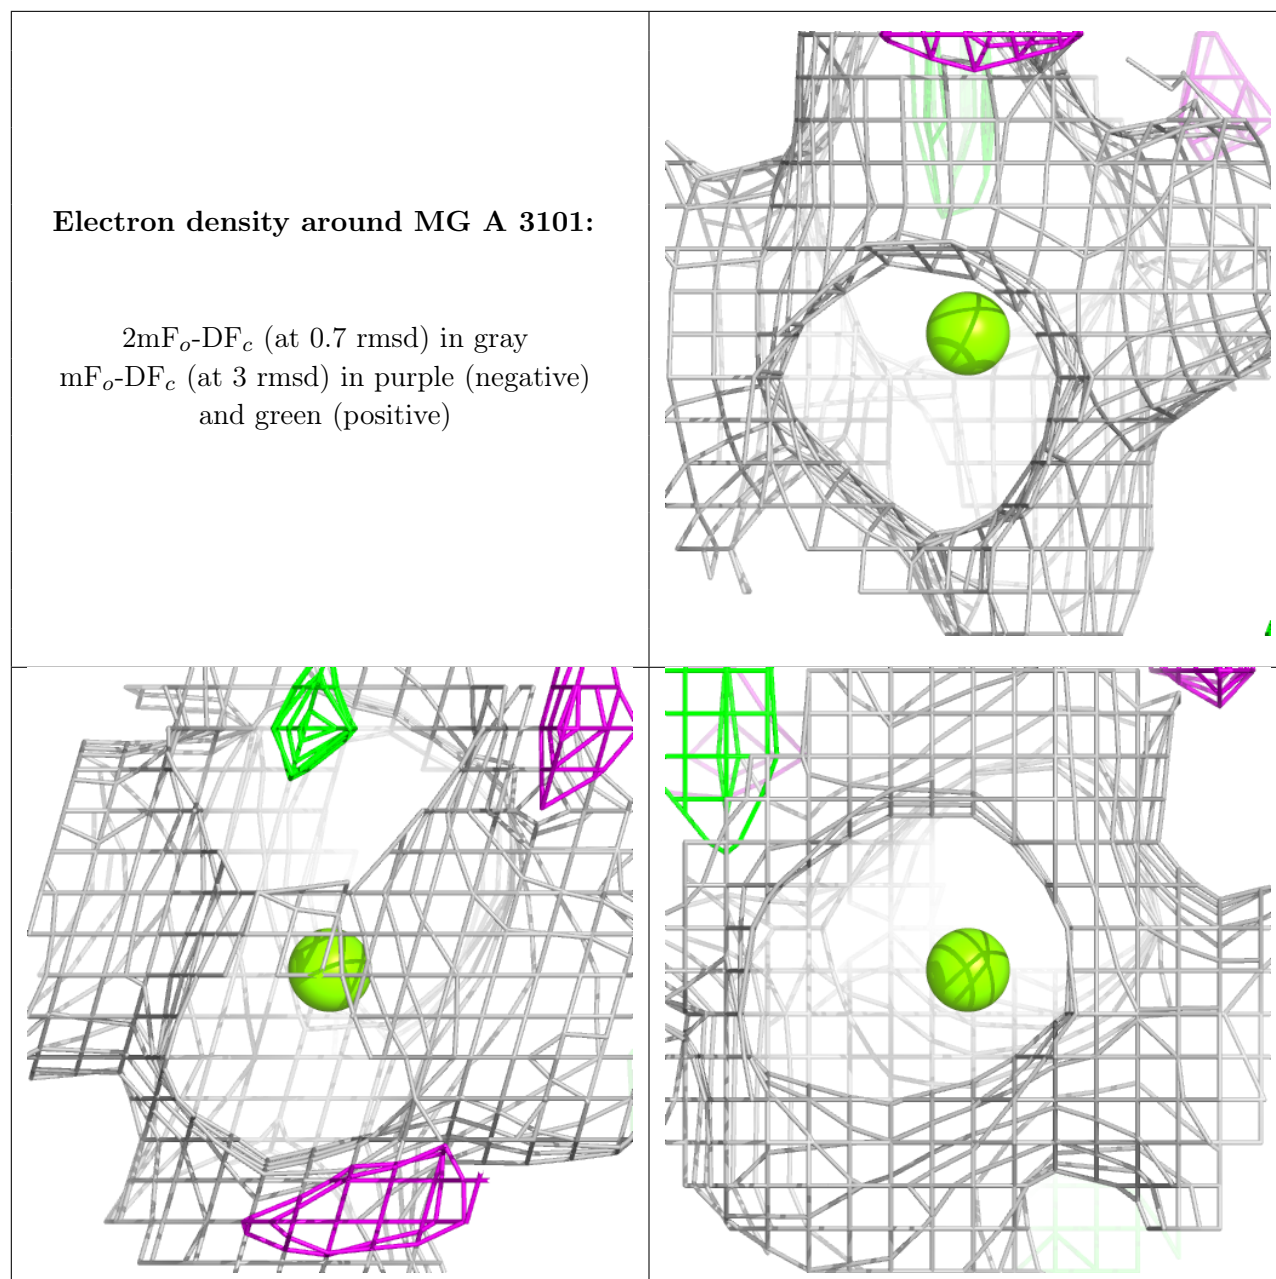 Electron density around MG A 3101:
2mFo-DFc (at 0.7 rmsd) in gray
mFo-DFc (at 3 rmsd) in purple (negative)
and green (positive)